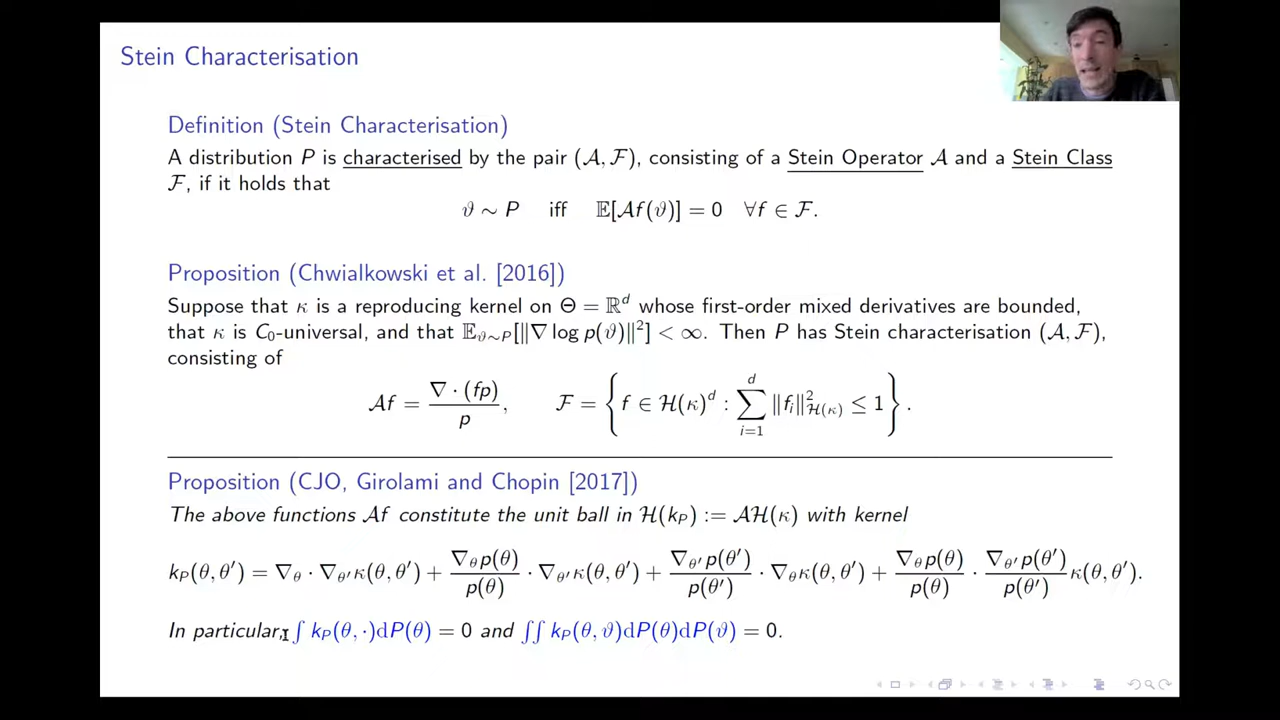 Stein Characterisation
Definition (Stein Characterisation)
A distribution P is characterised by the pair (𝒜, ℱ), consisting of a Stein Operator 𝒜 and a Stein Class
ℱ, if it holds that
ϑ ∼ P iff 𝔼[𝒜f(ϑ)] = 0 ∀f ∈ ℱ.
Proposition (Chwialkowski et al. [2016])
Suppose that κ is a reproducing kernel on Θ = ℝ^d whose first-order mixed derivatives are bounded,
that κ is C₀-universal, and that 𝔼_{ϑ∼P}[‖∇ log p(ϑ)‖²] < ∞. Then P has Stein characterisation (𝒜, ℱ),
consisting of
𝒜f = ∇ · (fp) / p, ℱ = { f ∈ ℋ(κ)^d : ∑_{i=1}^{d} ‖f_i‖²_{ℋ(κ)} ≤ 1 }.
Proposition (CJO, Girolami and Chopin [2017])
The above functions 𝒜f constitute the unit ball in ℋ(k_P) := 𝒜ℋ(κ) with kernel
k_P(θ, θ′) = ∇_θ · ∇_θ′ κ(θ, θ′) + ∇_θ p(θ) / p(θ) · ∇_θ′ κ(θ, θ′) + ∇_θ′ p(θ′) / p(θ′) · ∇_θ κ(θ, θ′) + ∇_θ p(θ) / p(θ) · ∇_θ′ p(θ′) / p(θ′) κ(θ, θ′).
In particular, ∫ k_P(θ, ·)dP(θ) = 0 and ∫∫ k_P(θ, ϑ)dP(θ)dP(ϑ) = 0.